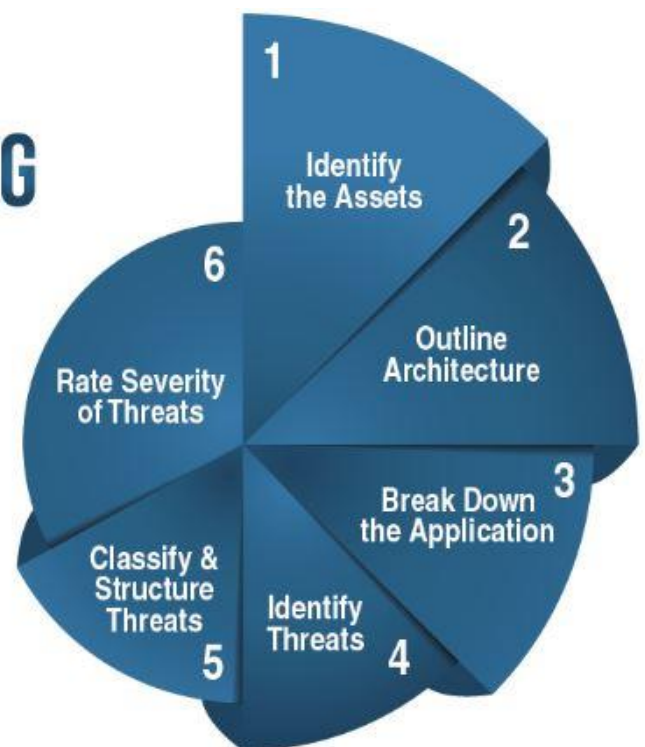 G
1
Identify
the Assets
2
Outline
Architecture
3
Break Down
the Application
Identify
Threats
4
Classify &
Structure
Threats
5
6
Rate Severity
of Threats